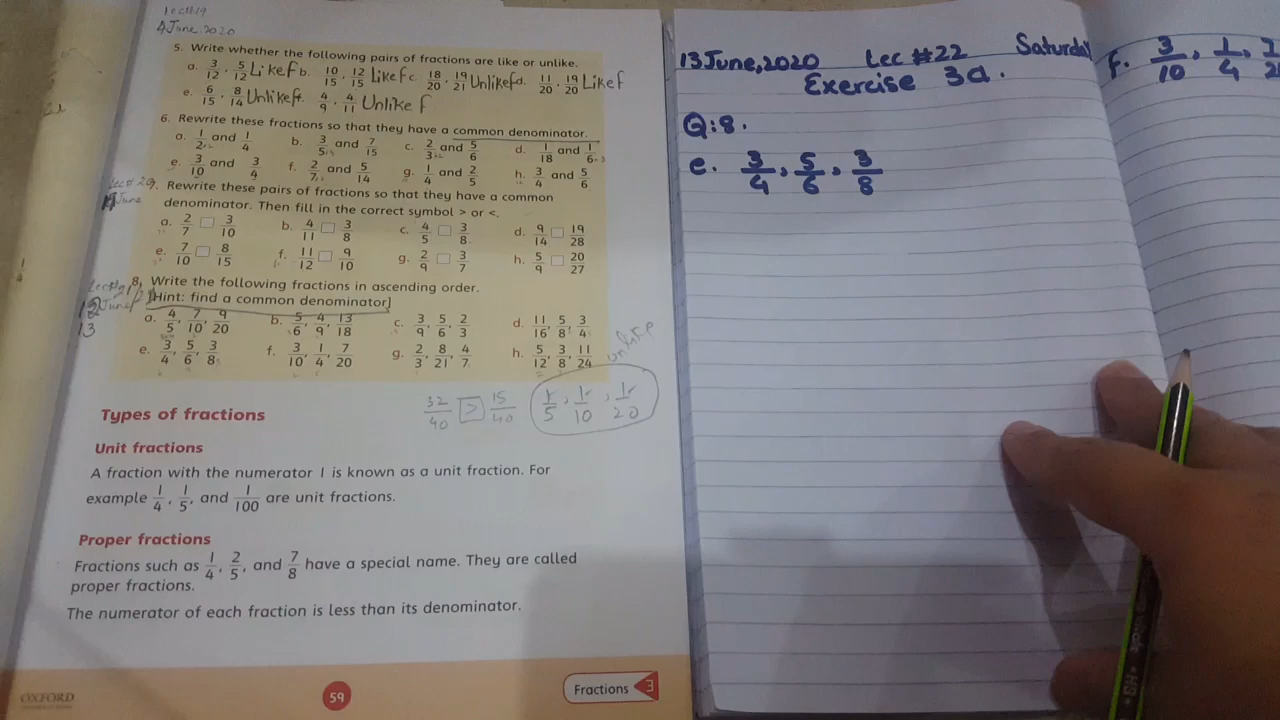 Lec#19
4 June, 2020
5. Write whether the following pairs of fractions are like or unlike.
a. 3/12, 5/12 Like f b. 10/15, 12/15 Like f c. 18/20, 19/21 Unlike f d. 11/20, 19/20 Like f
e. 6/15, 8/14 Unlike f f. 4/9, 4/11 Unlike f
6. Rewrite these fractions so that they have a common denominator.
a. 1/2 and 1/4 b. 3/5 and 7/15 c. 2/3 and 5/6 d. 1/18 and 1/6
e. 3/10 and 3/4 f. 2/7 and 5/14 g. 1/4 and 2/5 h. 3/4 and 5/6
Lec# 20
June
7. Rewrite these pairs of fractions so that they have a common
denominator. Then fill in the correct symbol > or <.
a. 2/7 □ 3/10 b. 4/11 □ 3/8 c. 4/5 □ 3/8 d. 9/14 □ 19/28
e. 7/10 □ 8/15 f. 11/12 □ 9/10 g. 2/9 □ 3/7 h. 5/9 □ 20/27
Lec#21
12 June
13
8. Write the following fractions in ascending order.
[Hint: find a common denominator]
a. 4/5, 7/10, 9/20 b. 5/6, 4/9, 13/18 c. 3/9, 5/6, 2/3 d. 11/16, 5/8, 3/4
e. 3/4, 5/6, 3/8 f. 3/10, 1/4, 7/20 g. 2/3, 8/21, 4/7 h. 5/12, 3/8, 11/24
32/40 > 15/40 1/5, 1/10, 1/20
Types of fractions
Unit fractions
A fraction with the numerator 1 is known as a unit fraction. For
example 1/4, 1/5, and 1/100 are unit fractions.
Proper fractions
Fractions such as 1/4, 2/5, and 7/8 have a special name. They are called
proper fractions.
The numerator of each fraction is less than its denominator.
OXFORD
59
Fractions 3
13 June, 2020 Lec #22 Saturday
Exercise 3a.
Q:8.
e. 3/4, 5/6, 3/8
f. 3/10, 1/4,